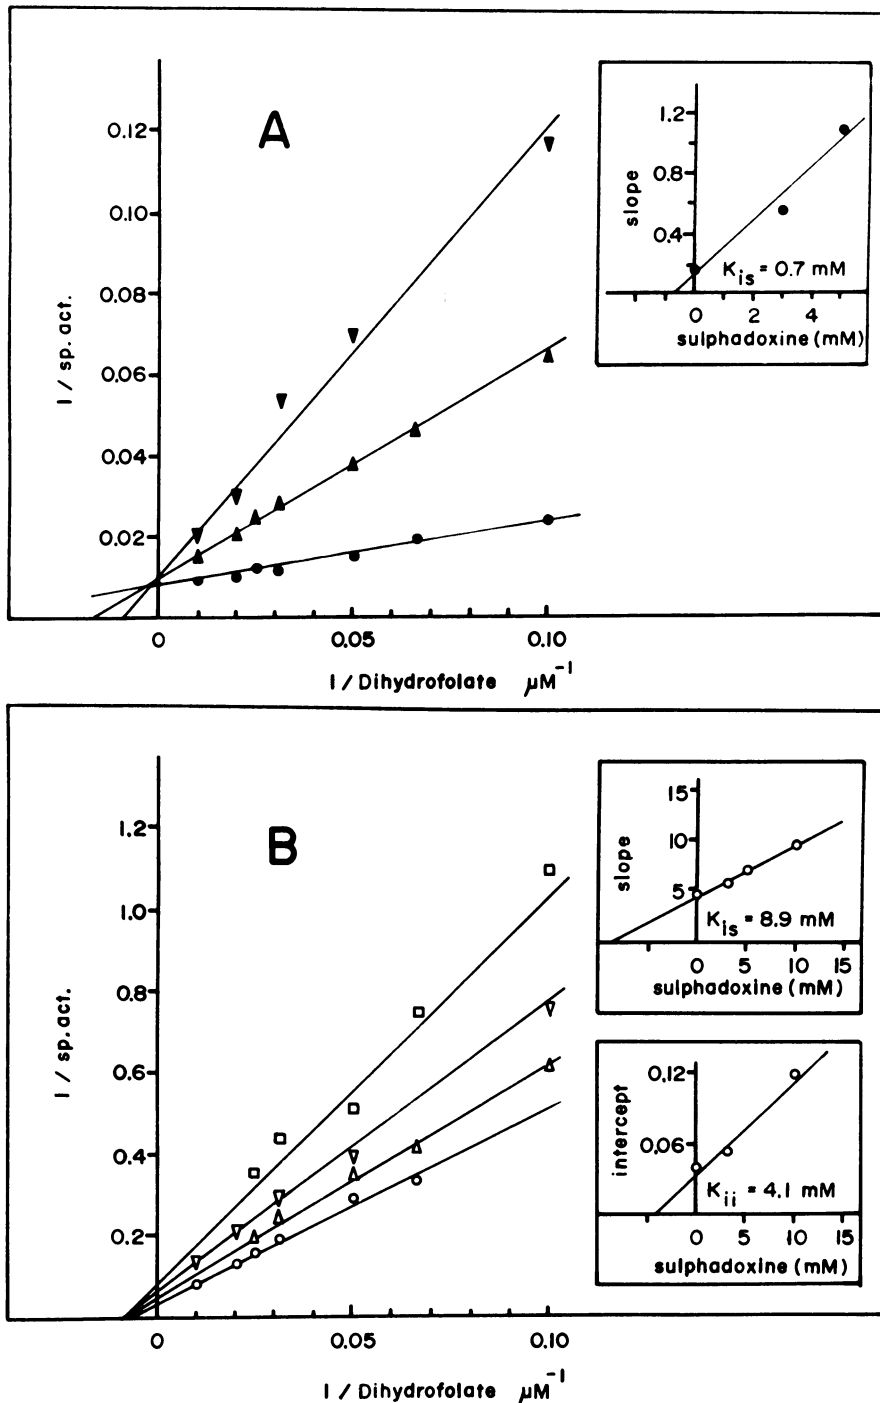 A
0.12
0.10
0.08
0.06
0.04
0.02
1 / sp. act.
0
0.05
0.10
1 / Dihydrofolate μM⁻¹
1.2
0.8
0.4
slope
Kis = 0.7 mM
0
2
4
sulphadoxine (mM)
B
1.2
1.0
0.8
0.6
0.4
0.2
1 / sp. act.
0
0.05
0.10
1 / Dihydrofolate μM⁻¹
15
10
5
slope
Kis = 8.9 mM
0
5
10
15
sulphadoxine (mM)
0.12
0.06
intercept
Kii = 4.1 mM
0
5
10
15
sulphadoxine (mM)